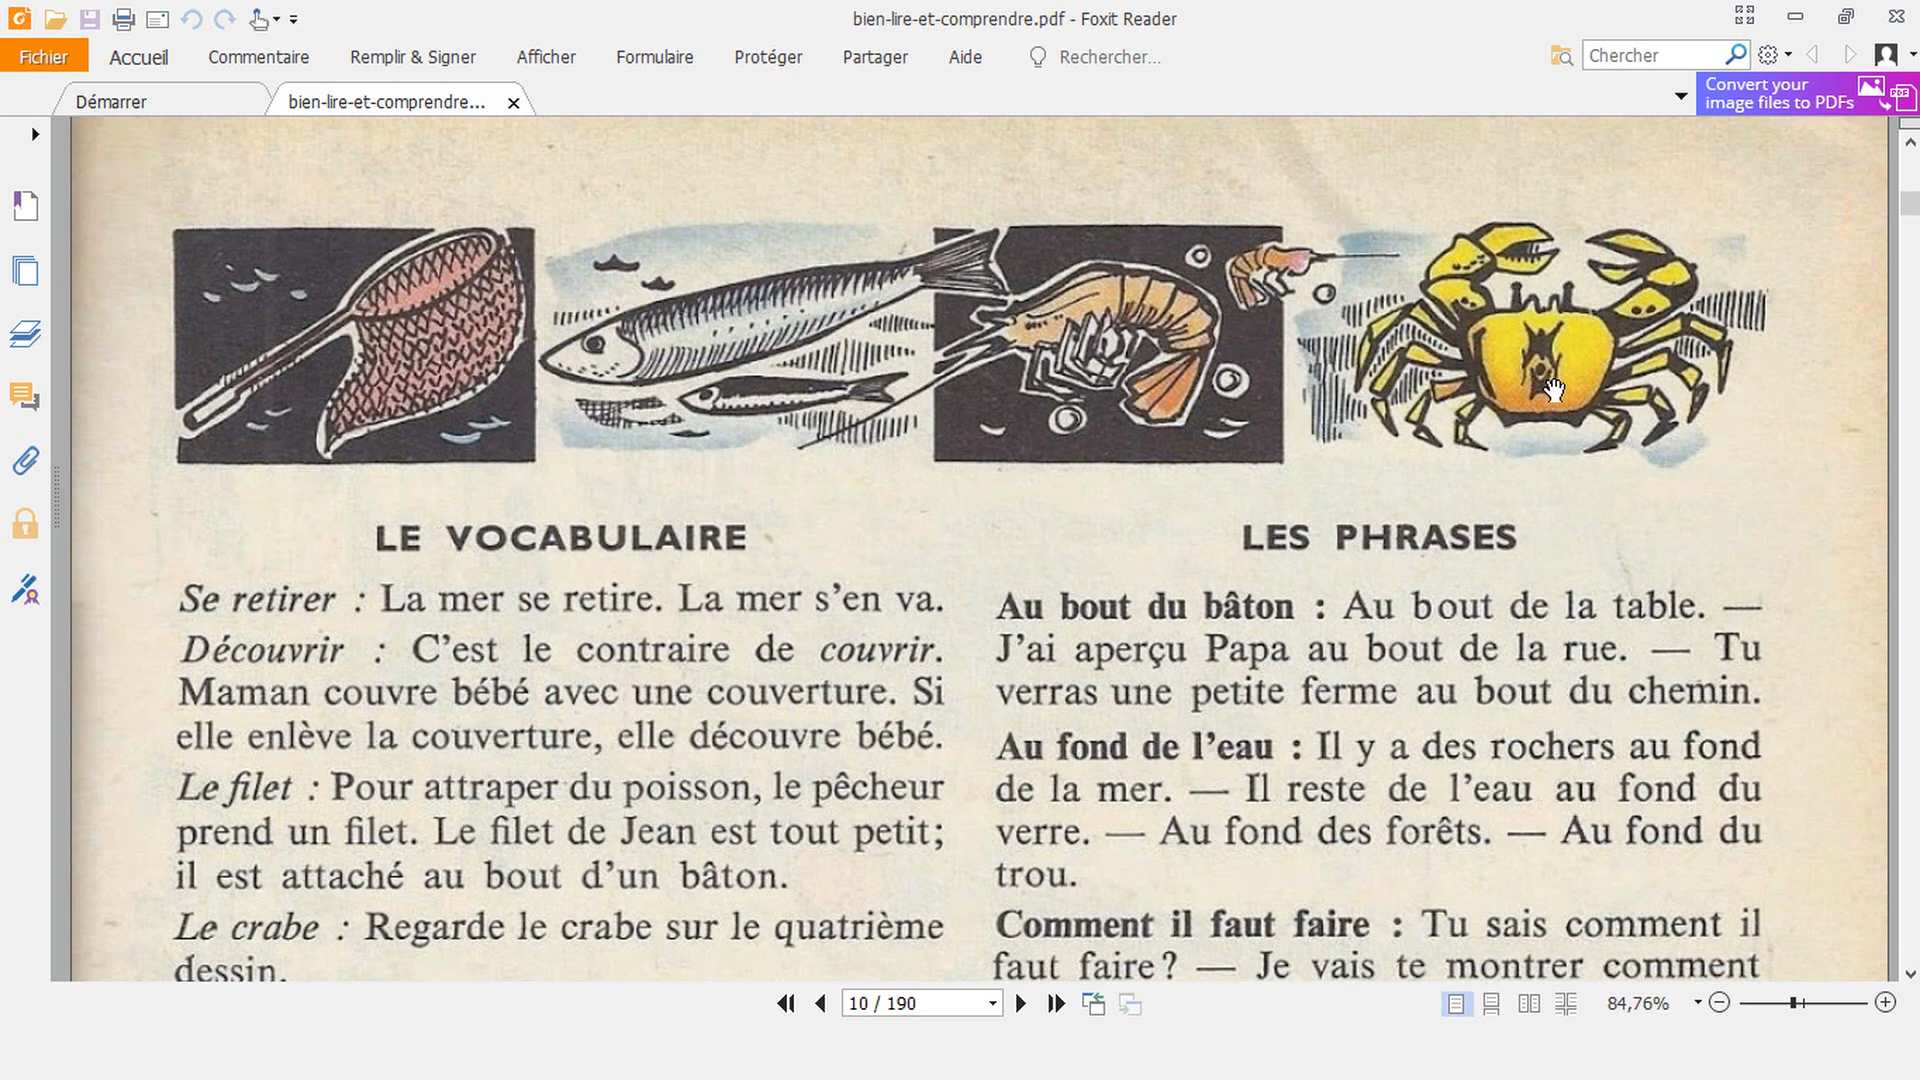 bien-lire-et-comprendre.pdf - Foxit Reader
Fichier
Accueil
Commentaire
Remplir & Signer
Afficher
Formulaire
Protéger
Partager
Aide
Rechercher...
Chercher
Démarrer
bien-lire-et-comprendre...
Convert your
image files to PDFs
PDF
LE VOCABULAIRE
Se retirer : La mer se retire. La mer s'en va.
Découvrir : C'est le contraire de couvrir.
Maman couvre bébé avec une couverture. Si
elle enlève la couverture, elle découvre bébé.
Le filet : Pour attraper du poisson, le pêcheur
prend un filet. Le filet de Jean est tout petit;
il est attaché au bout d'un bâton.
Le crabe : Regarde le crabe sur le quatrième
dessin.
LES PHRASES
Au bout du bâton : Au bout de la table. —
J'ai aperçu Papa au bout de la rue. — Tu
verras une petite ferme au bout du chemin.
Au fond de l'eau : Il y a des rochers au fond
de la mer. — Il reste de l'eau au fond du
verre. — Au fond des forêts. — Au fond du
trou.
Comment il faut faire : Tu sais comment il
faut faire? — Je vais te montrer comment
10 / 190
84,76%